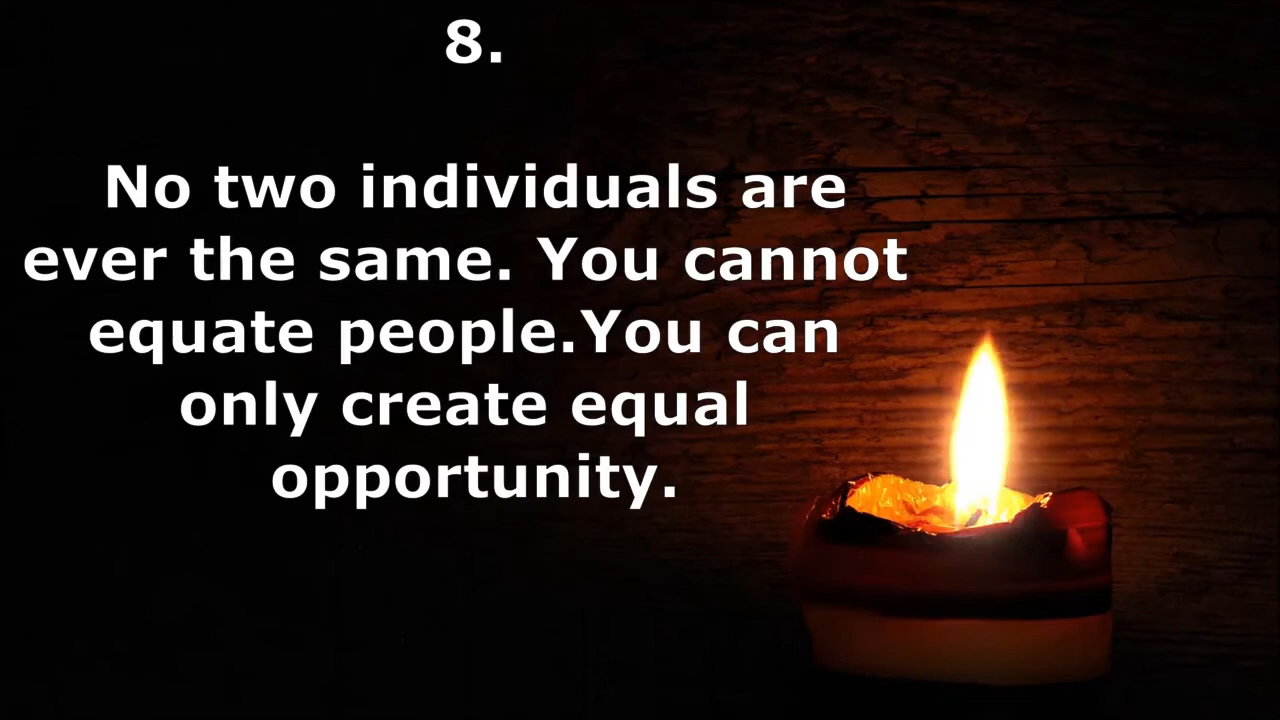 8.
No two individuals are
ever the same. You cannot
equate people.You can
only create equal
opportunity.